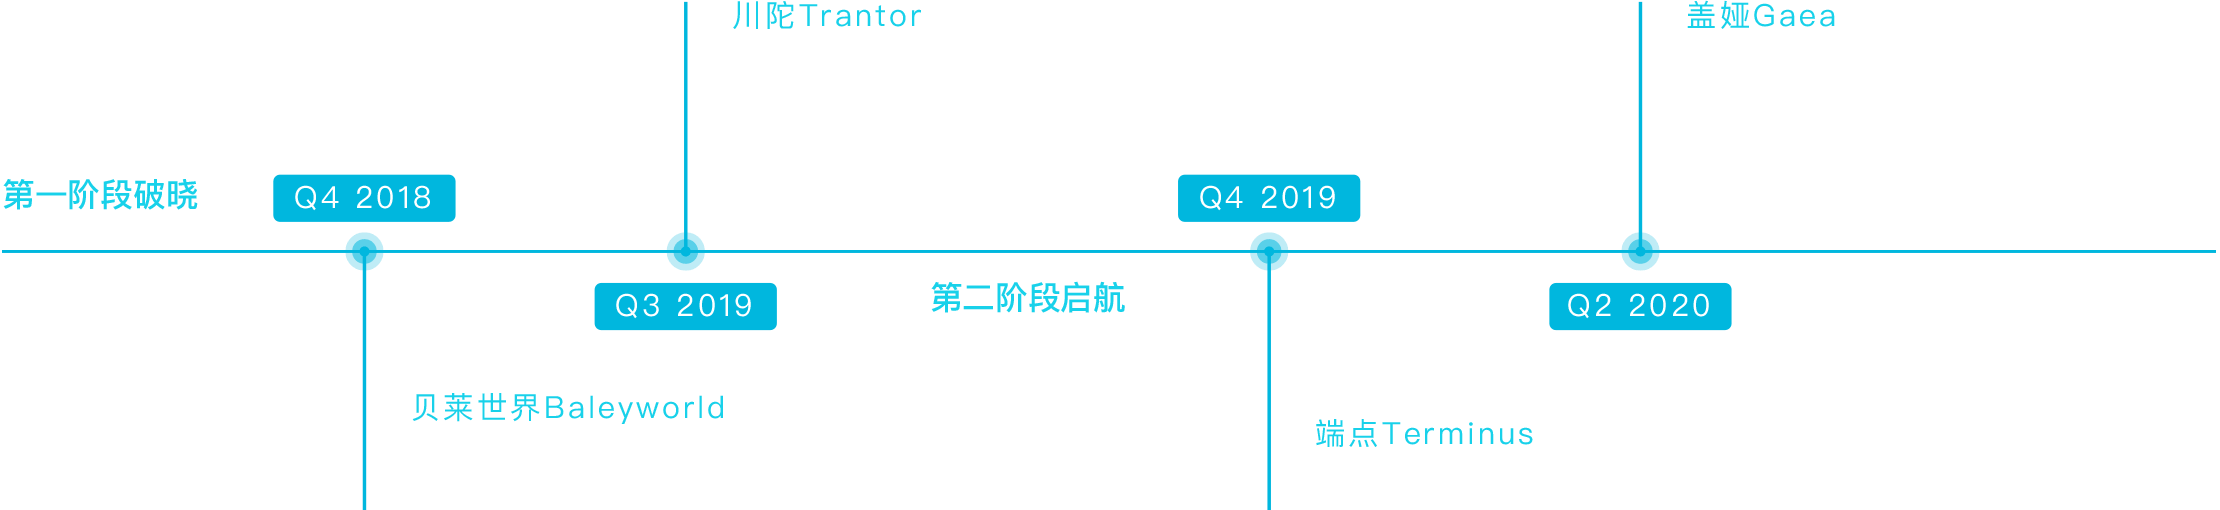 川陀Trantor
盖娅Gaea
第一阶段破晓
Q4 2018
Q4 2019
第二阶段启航
Q3 2019
Q2 2020
贝莱世界Baleyworld
端点Terminus